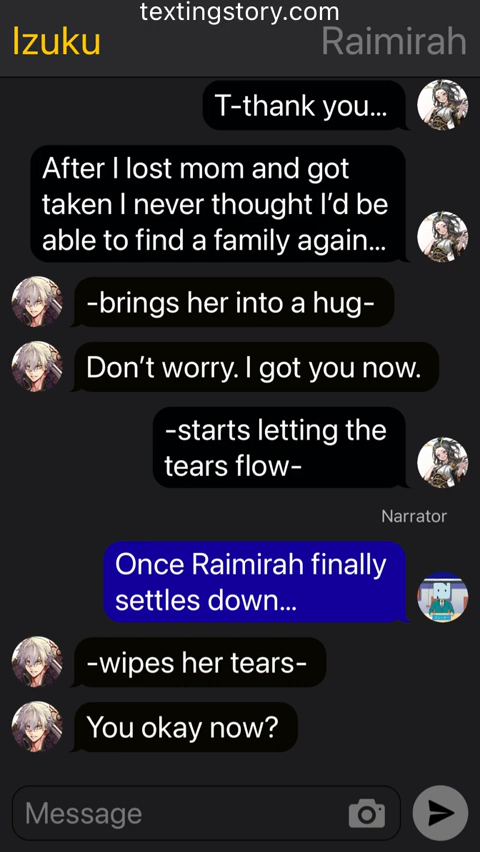 textingstory.com
Izuku Raimirah
T-thank you...
After I lost mom and got
taken I never thought I’d be
able to find a family again...
-brings her into a hug-
Don’t worry. I got you now.
-starts letting the
tears flow-
Narrator
Once Raimirah finally
settles down...
-wipes her tears-
You okay now?
Message